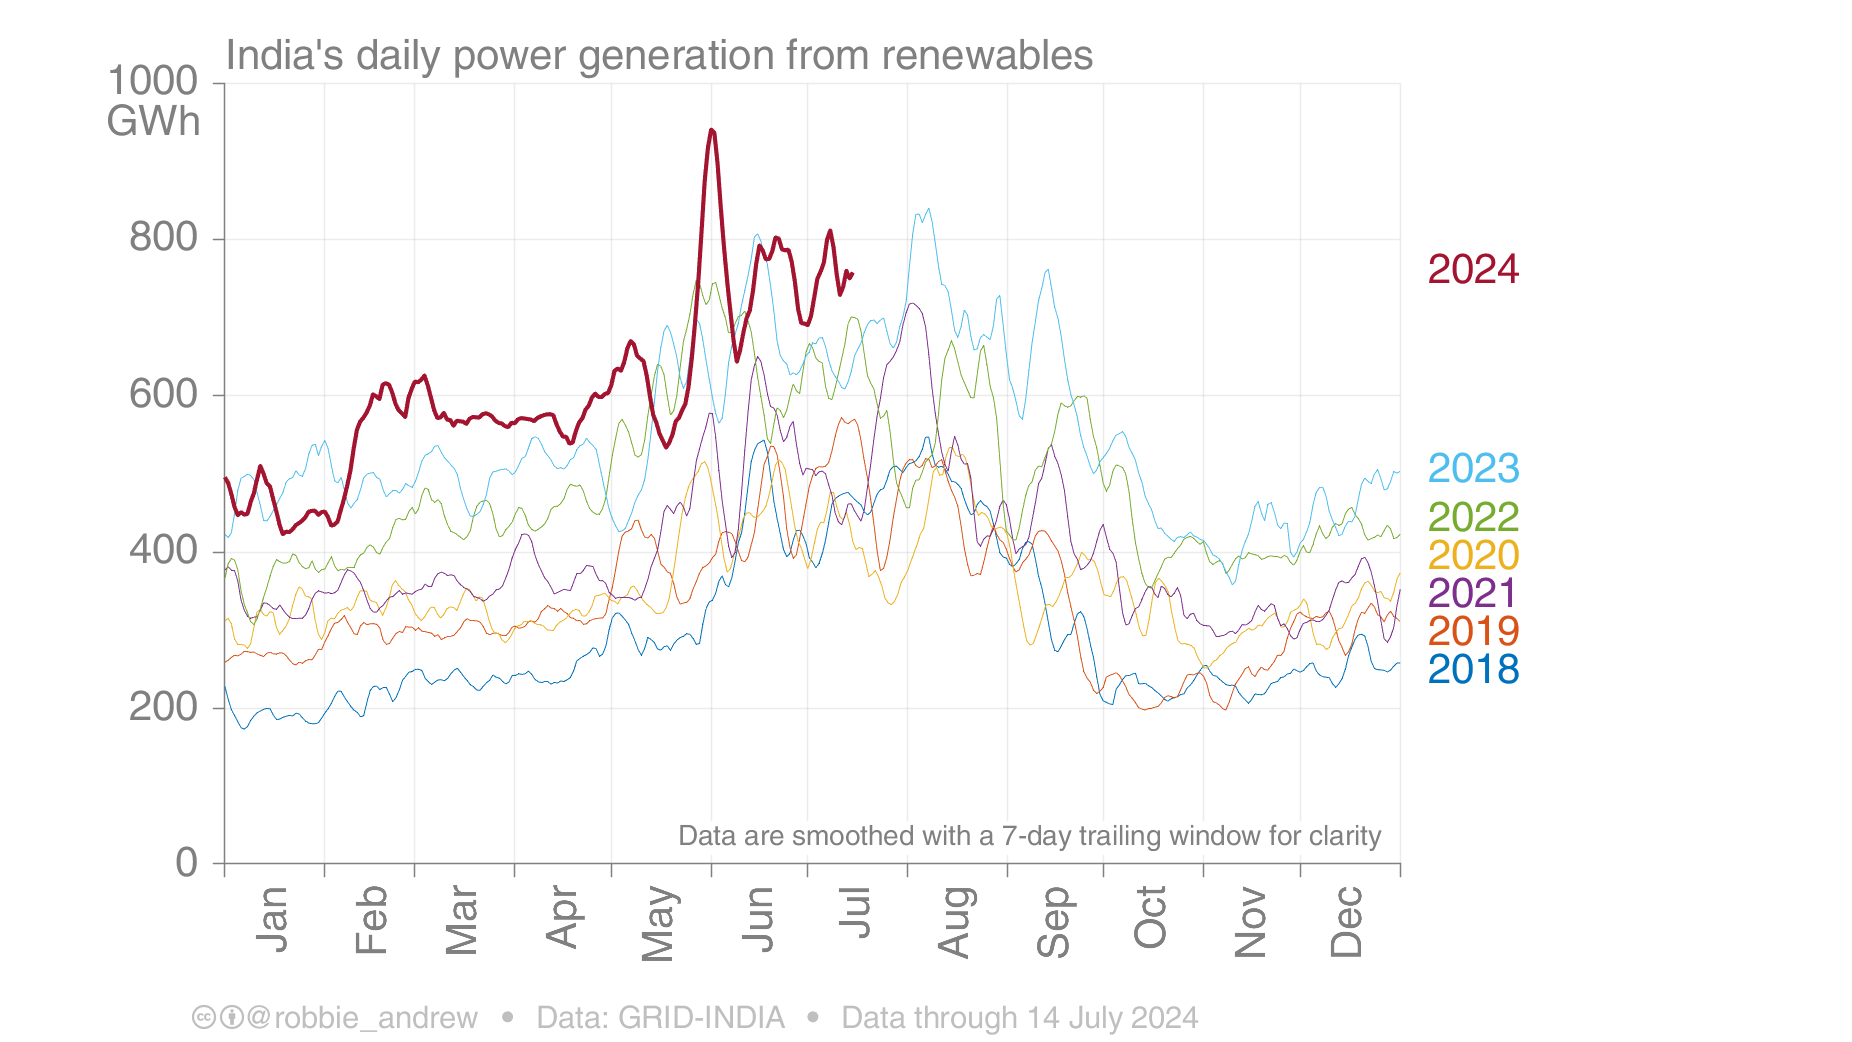 India's daily power generation from renewables
1000
GWh
800
600
400
200
0
2024
2023
2022
2020
2021
2019
2018
Data are smoothed with a 7-day trailing window for clarity
Jan Feb Mar Apr May Jun Jul Aug Sep Oct Nov Dec
@robbie_andrew • Data: GRID-INDIA • Data through 14 July 2024